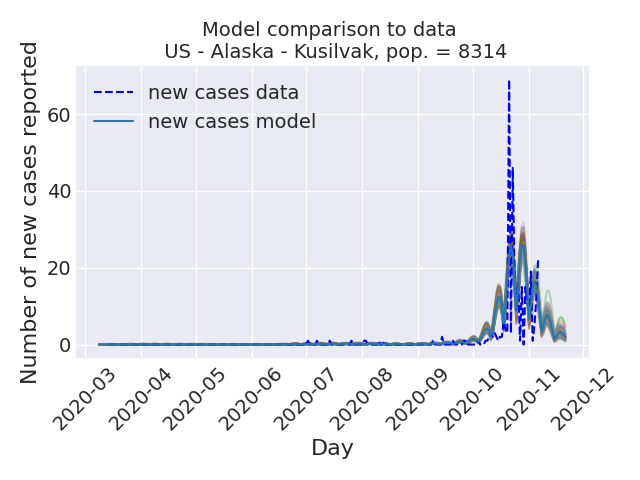 Model comparison to data
US - Alaska - Kusilvak, pop. = 8314
Number of new cases reported
new cases data
new cases model
60
40
20
0
2020-03
2020-04
2020-05
2020-06
2020-07
2020-08
2020-09
2020-10
2020-11
2020-12
Day